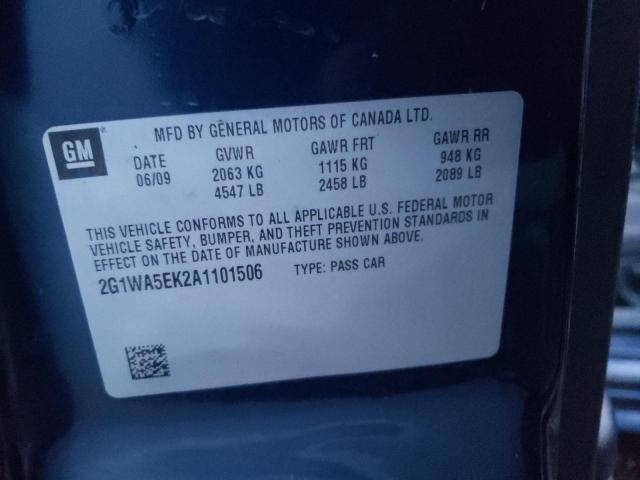 GM
MFD BY GENERAL MOTORS OF CANADA LTD.
DATE GVWR GAWR FRT GAWR RR
06/09 2063 KG 1115 KG 948 KG
4547 LB 2458 LB 2089 LB
THIS VEHICLE CONFORMS TO ALL APPLICABLE U.S. FEDERAL MOTOR
VEHICLE SAFETY, BUMPER, AND THEFT PREVENTION STANDARDS IN
EFFECT ON THE DATE OF MANUFACTURE SHOWN ABOVE.
2G1WA5EK2A1101506 TYPE: PASS CAR